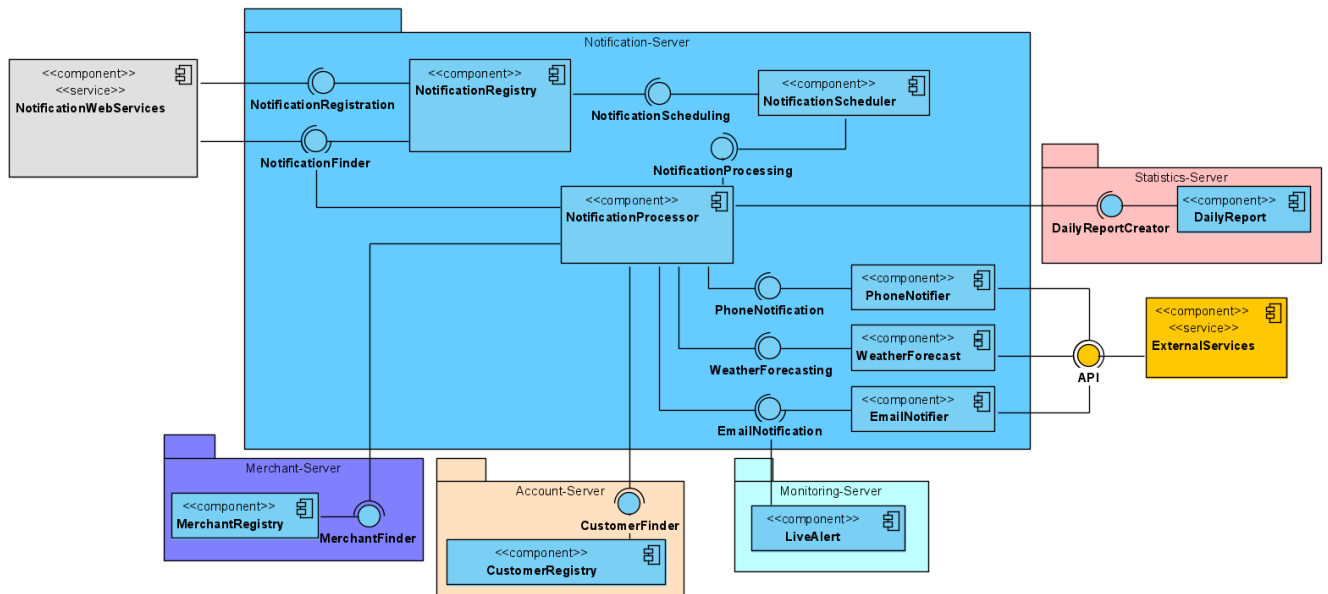 Notification-Server
<<component>>
<<service>>
NotificationWebServices
NotificationRegistration
NotificationFinder
<<component>>
NotificationRegistry
NotificationScheduling
<<component>>
NotificationScheduler
NotificationProcessing
<<component>>
NotificationProcessor
Statistics-Server
<<component>>
DailyReport
DailyReportCreator
PhoneNotification
<<component>>
PhoneNotifier
WeatherForecasting
<<component>>
WeatherForecast
EmailNotification
<<component>>
EmailNotifier
API
<<component>>
<<service>>
ExternalServices
Merchant-Server
<<component>>
MerchantRegistry
MerchantFinder
Account-Server
CustomerFinder
<<component>>
CustomerRegistry
Monitoring-Server
<<component>>
LiveAlert